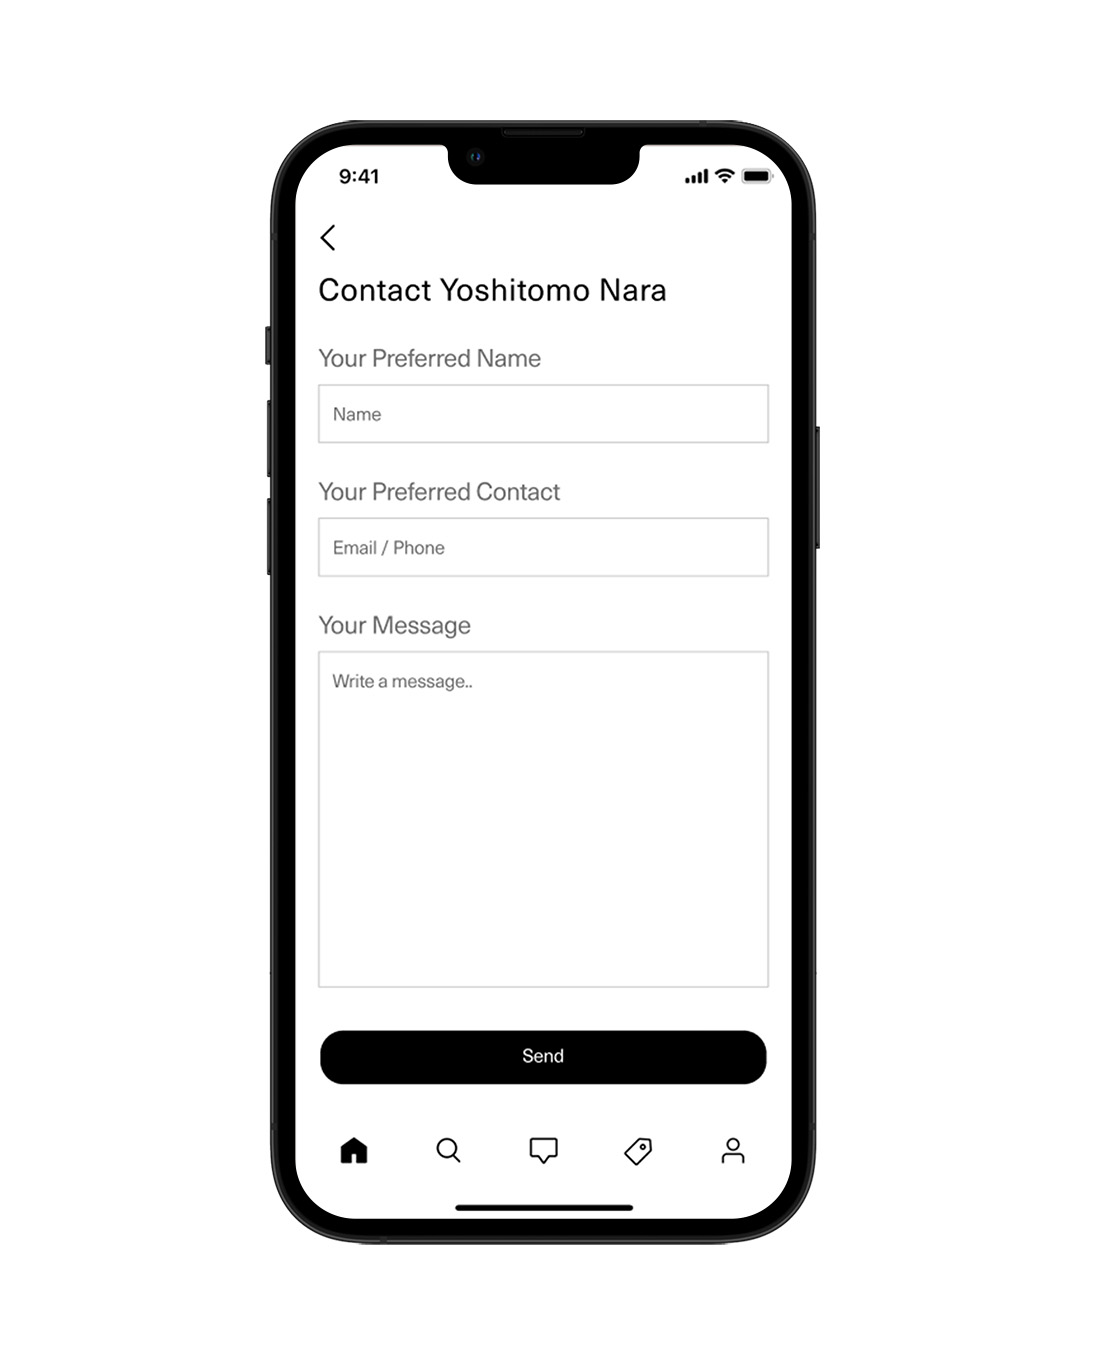 9:41
Contact Yoshitomo Nara
Your Preferred Name
Name
Your Preferred Contact
Email / Phone
Your Message
Write a message..
Send